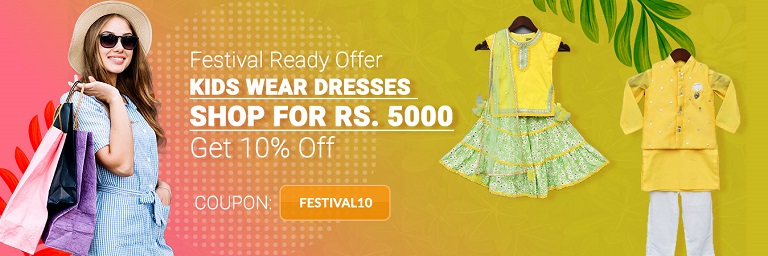 Festival Ready Offer
KIDS WEAR DRESSES
SHOP FOR RS. 5000
Get 10% Off
COUPON: FESTIVAL10